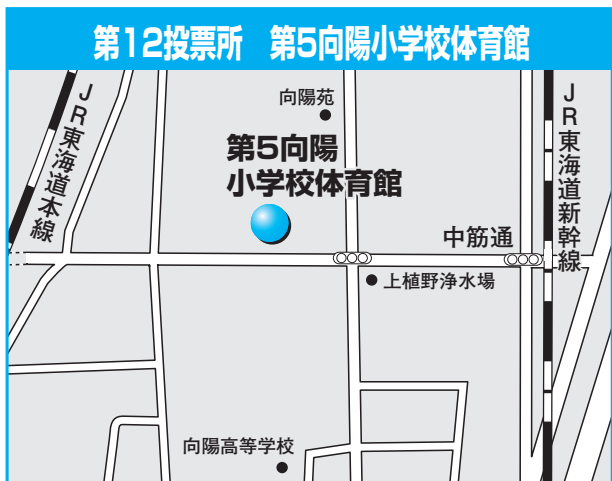 第12投票所　第5向陽小学校体育館
JR東海道本線
向陽苑
JR東海道新幹線
第5向陽
小学校体育館
中筋通
上植野浄水場
向陽高等学校